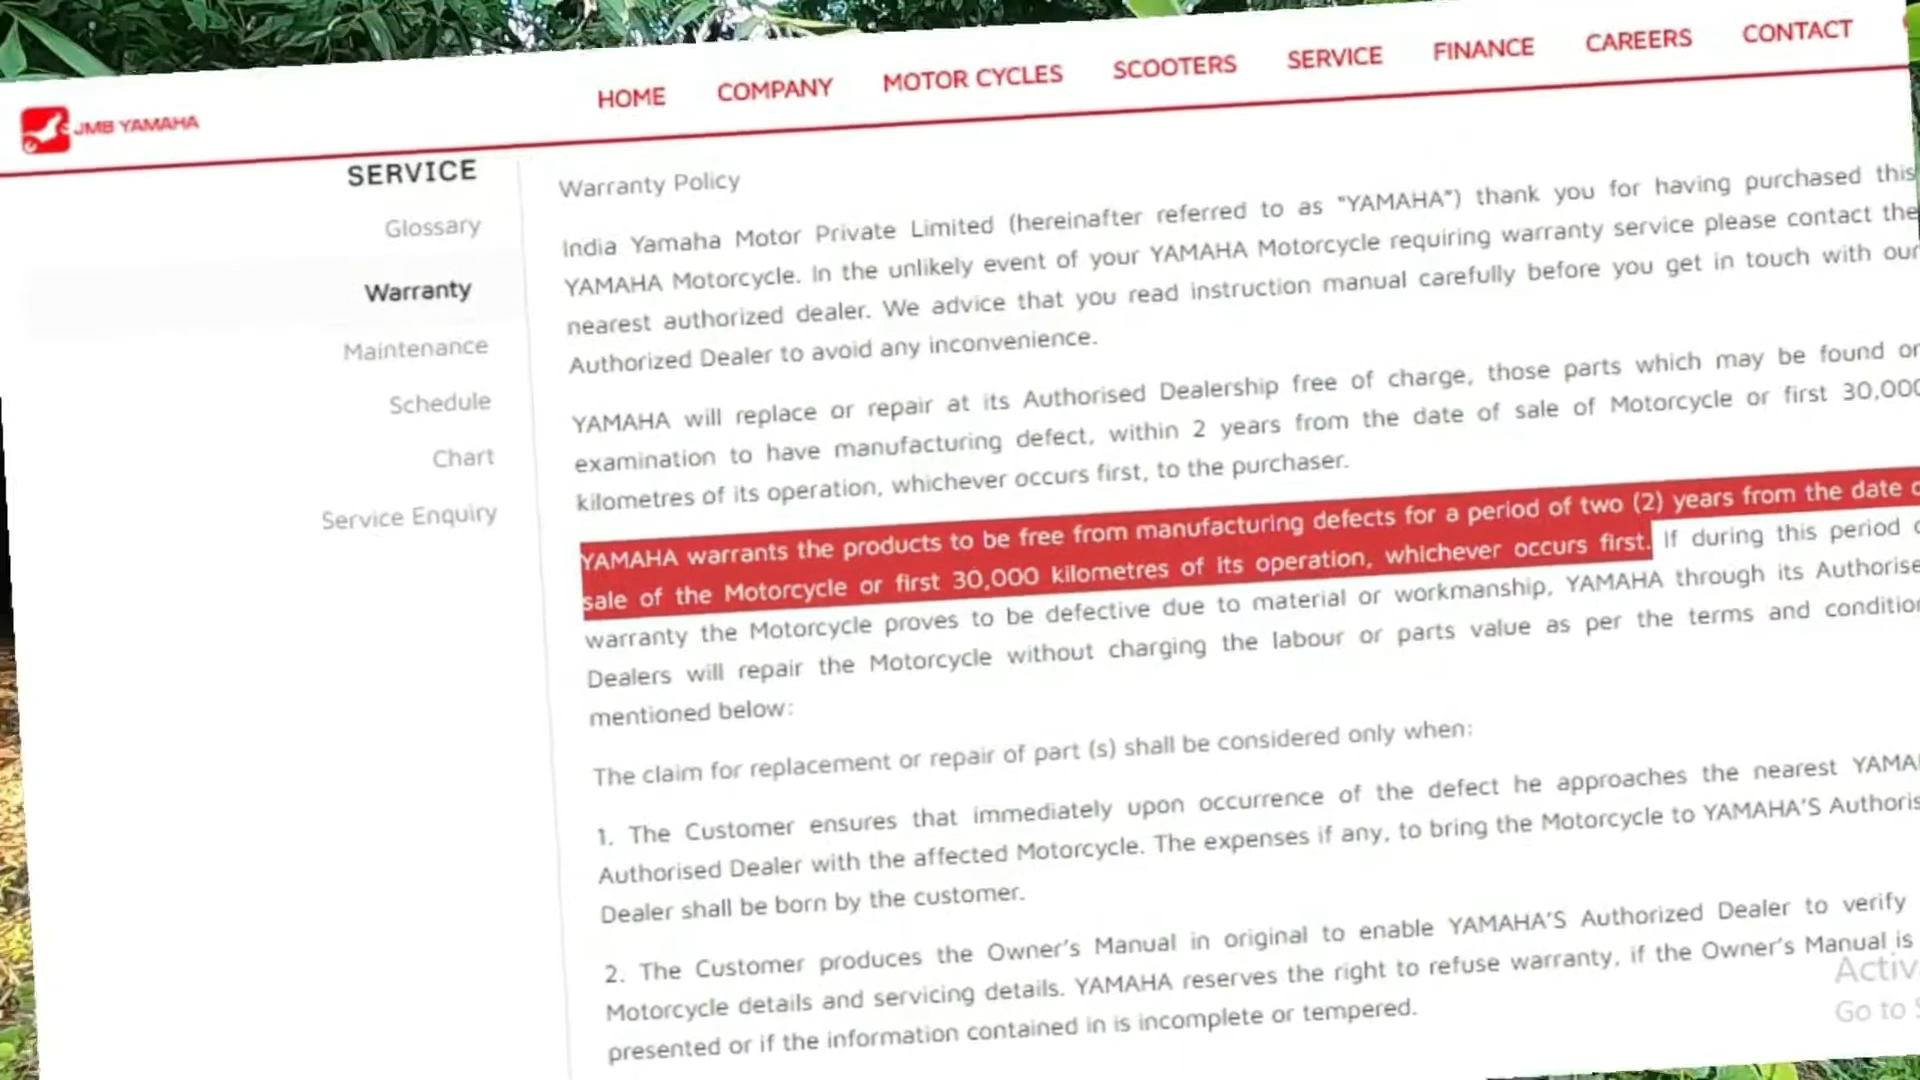 HOME COMPANY MOTOR CYCLES SCOOTERS SERVICE FINANCE CAREERS CONTACT
JMB YAMAHA
SERVICE
Glossary
Warranty
Maintenance
Schedule
Chart
Service Enquiry
Warranty Policy
India Yamaha Motor Private Limited (hereinafter referred to as "YAMAHA") thank you for having purchased this
YAMAHA Motorcycle. In the unlikely event of your YAMAHA Motorcycle requiring warranty service please contact the
nearest authorized dealer. We advice that you read instruction manual carefully before you get in touch with our
Authorized Dealer to avoid any inconvenience.
YAMAHA will replace or repair at its Authorised Dealership free of charge, those parts which may be found on
examination to have manufacturing defect, within 2 years from the date of sale of Motorcycle or first 30,000
kilometres of its operation, whichever occurs first, to the purchaser.
YAMAHA warrants the products to be free from manufacturing defects for a period of two (2) years from the date
sale of the Motorcycle or first 30,000 kilometres of its operation, whichever occurs first. If during this period
warranty the Motorcycle proves to be defective due to material or workmanship, YAMAHA through its Authorise
Dealers will repair the Motorcycle without charging the labour or parts value as per the terms and condition
mentioned below:
The claim for replacement or repair of part (s) shall be considered only when:
1. The Customer ensures that immediately upon occurrence of the defect he approaches the nearest YAMA
Authorised Dealer with the affected Motorcycle. The expenses if any, to bring the Motorcycle to YAMAHA'S Authoris
Dealer shall be born by the customer.
2. The Customer produces the Owner's Manual in original to enable YAMAHA'S Authorized Dealer to verify
Motorcycle details and servicing details. YAMAHA reserves the right to refuse warranty, if the Owner's Manual is
presented or if the information contained in is incomplete or tempered.
Activ
Go to S